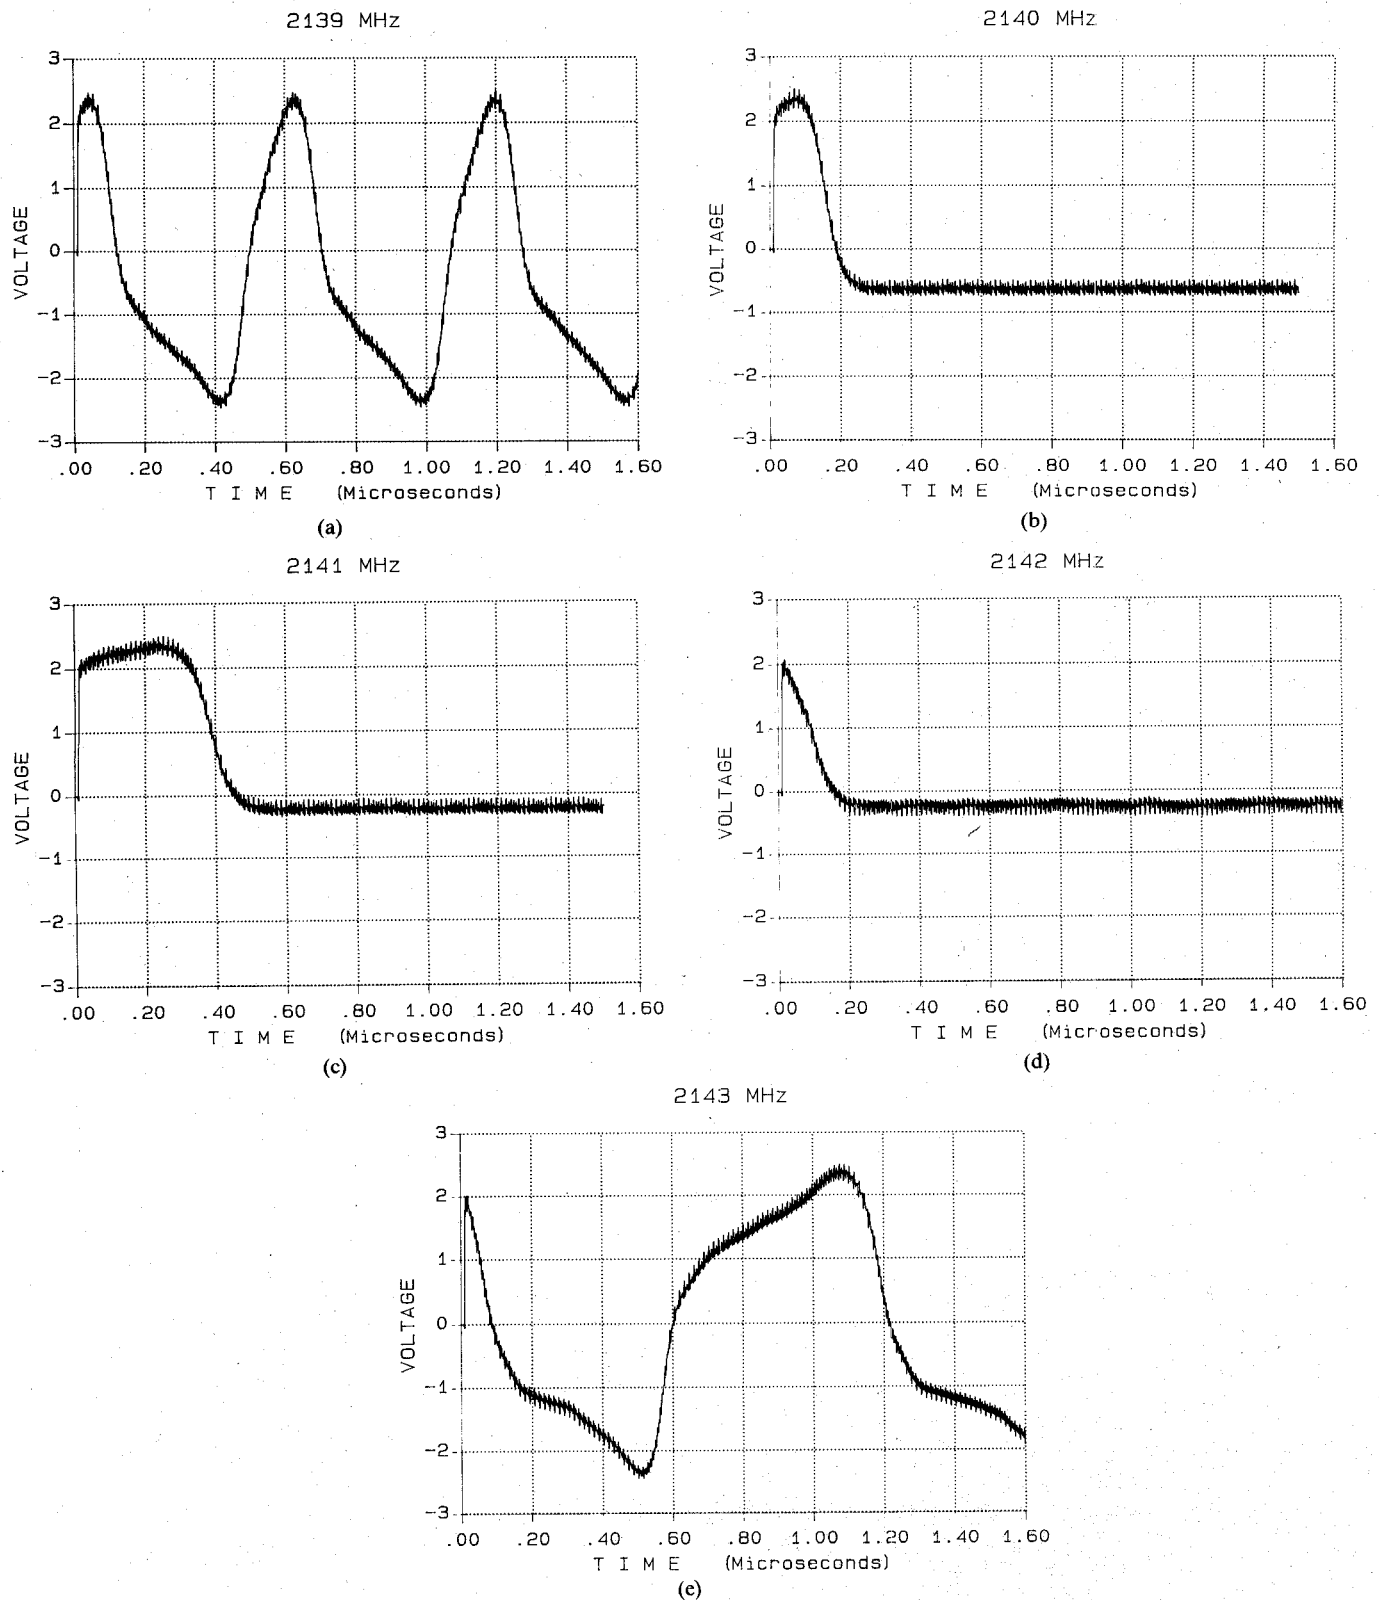 2139 MHz
3
2
1
0
-1
-2
-3
VOLTAGE
.00 .20 .40 .60 .80 1.00 1.20 1.40 1.60
T I M E (Microseconds)
(a)
2140 MHz
3
2
1
0
-1
-2
-3
VOLTAGE
.00 .20 .40 .60 .80 1.00 1.20 1.40 1.60
T I M E (Microseconds)
(b)
2141 MHz
3
2
1
0
-1
-2
-3
VOLTAGE
.00 .20 .40 .60 .80 1.00 1.20 1.40 1.60
T I M E (Microseconds)
(c)
2142 MHz
3
2
1
0
-1
-2
-3
VOLTAGE
.00 .20 .40 .60 .80 1.00 1.20 1.40 1.60
T I M E (Microseconds)
(d)
2143 MHz
3
2
1
0
-1
-2
-3
VOLTAGE
.00 .20 .40 .60 .80 1.00 1.20 1.40 1.60
T I M E (Microseconds)
(e)